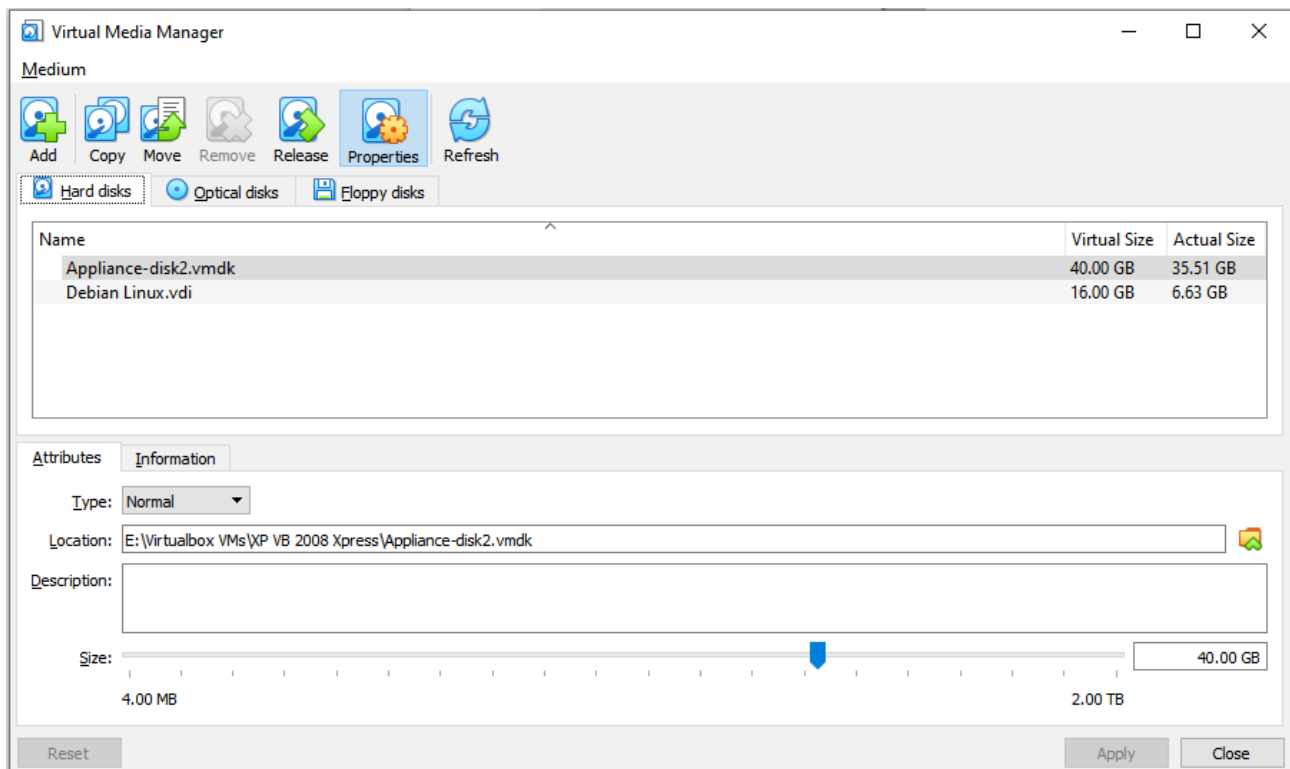 Virtual Media Manager
Medium
Add Copy Move Remove Release Properties Refresh
Hard disks Optical disks Floppy disks
Name Virtual Size Actual Size
Appliance-disk2.vmdk 40.00 GB 35.51 GB
Debian Linux.vdi 16.00 GB 6.63 GB
Attributes Information
Type: Normal
Location: E:\Virtualbox VMs\XP VB 2008 Xpress\Appliance-disk2.vmdk
Description:
Size: 40.00 GB
4.00 MB 2.00 TB
Reset Apply Close